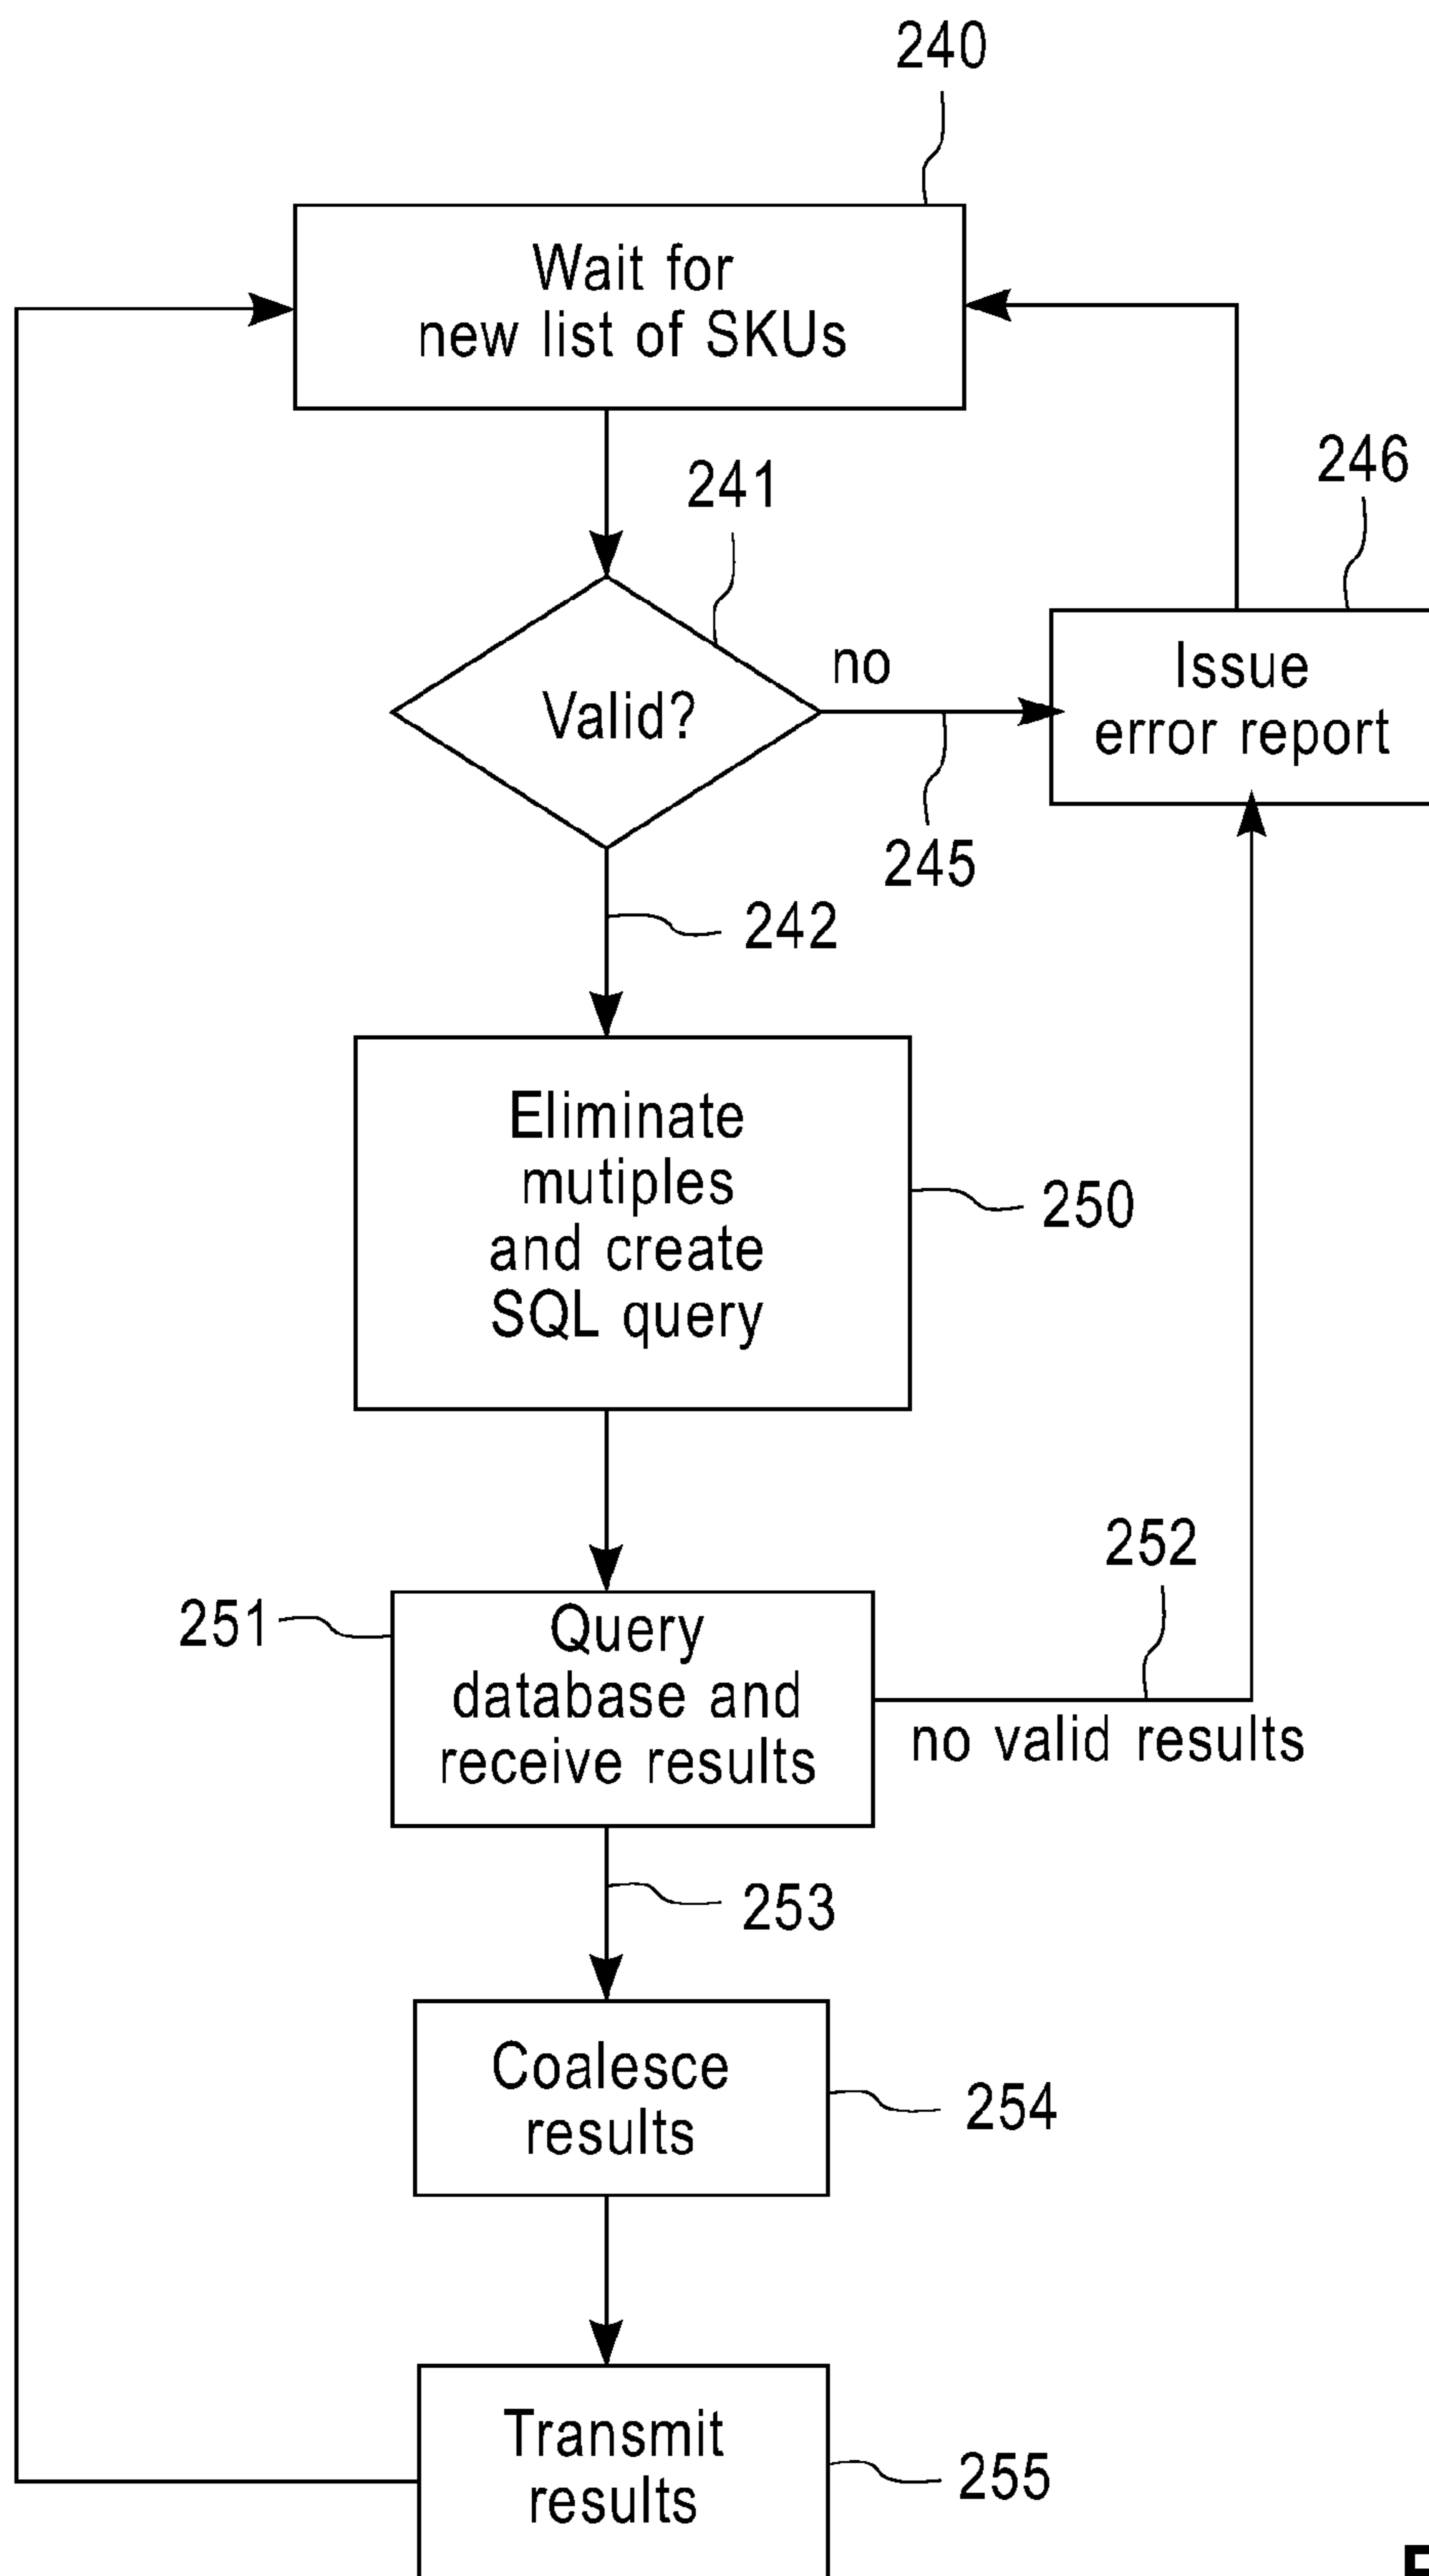 240
Wait for
new list of SKUs
241
246
Valid?
no
Issue
error report
245
242
Eliminate
mutiples
and create
SQL query
250
252
251
Query
database and
receive results
no valid results
253
Coalesce
results
254
Transmit
results
255